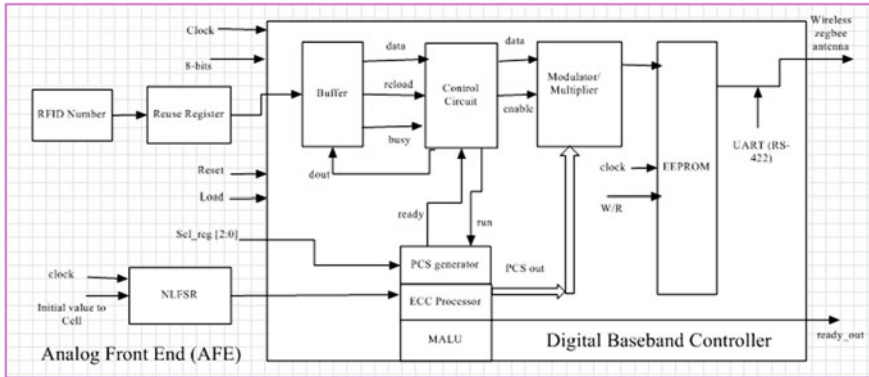 Wireless
zegbee
antenna
Clock
8-bits
data
data
Buffer
reload
Control
Circuit
enable
Modulator/
Multiplier
RFID Number
Reuse Register
busy
UART (RS-
422)
EEPROM
Reset
Load
dout
clock
W/R
ready
run
Sel_reg [2:0]
PCS generator
PCS out
clock
NLFSR
Initial value to
Cell
ECC Processor
MALU
ready_out
Analog Front End (AFE)
Digital Baseband Controller